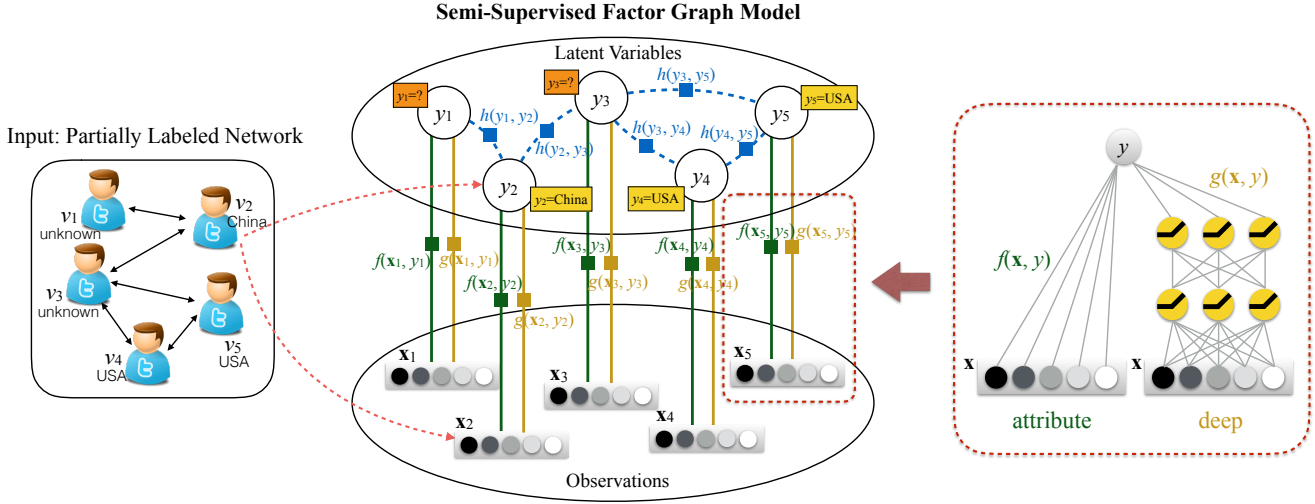 Semi-Supervised Factor Graph Model
Input: Partially Labeled Network
v1
unknown
v2
China
v3
unknown
v4
USA
v5
USA
Latent Variables
y1=?
y1
h(y1, y2)
y2
y2=China
h(y2, y3)
y3=?
y3
h(y3, y5)
h(y3, y4)
y4
y4=USA
h(y4, y5)
y5
y5=USA
f(x1, y1)
g(x1, y1)
f(x2, y2)
g(x2, y2)
f(x3, y3)
g(x3, y3)
f(x4, y4)
g(x4, y4)
f(x5, y5)
g(x5, y5)
x1
x2
x3
x4
x5
Observations
y
f(x, y)
g(x, y)
x
x
attribute
deep